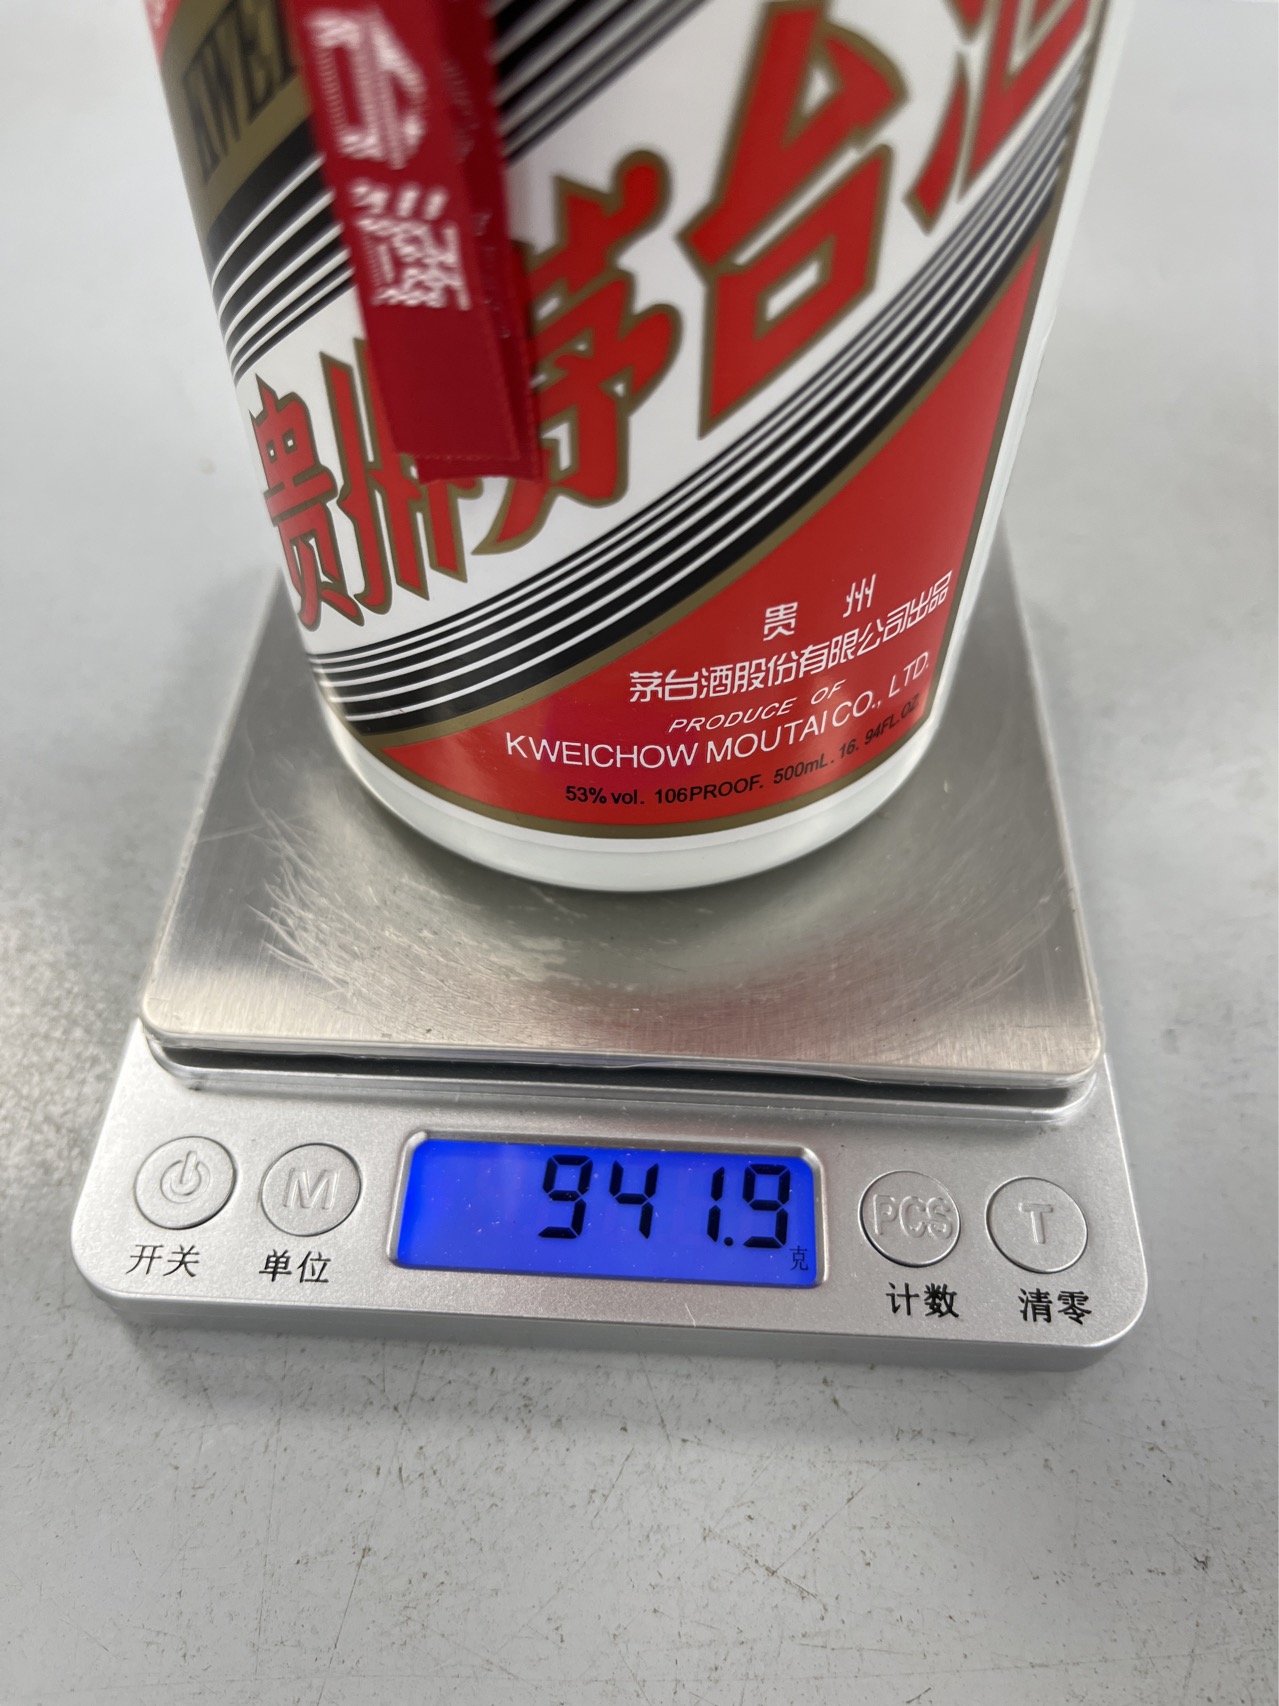 KWEI
贵州茅台酒
贵 州
茅台酒股份有限公司出品
PRODUCE OF
KWEICHOW MOUTAI CO., LTD.
53% vol. 106PROOF. 500mL. 16. 94FL.OZ
941.9
克
M
PCS
T
开关
单位
计数
清零